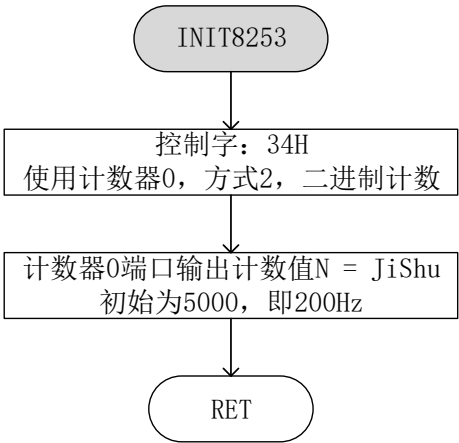 INIT8253
控制字：34H
使用计数器0，方式2，二进制计数
计数器0端口输出计数值N = JiShu
初始为5000，即200Hz
RET